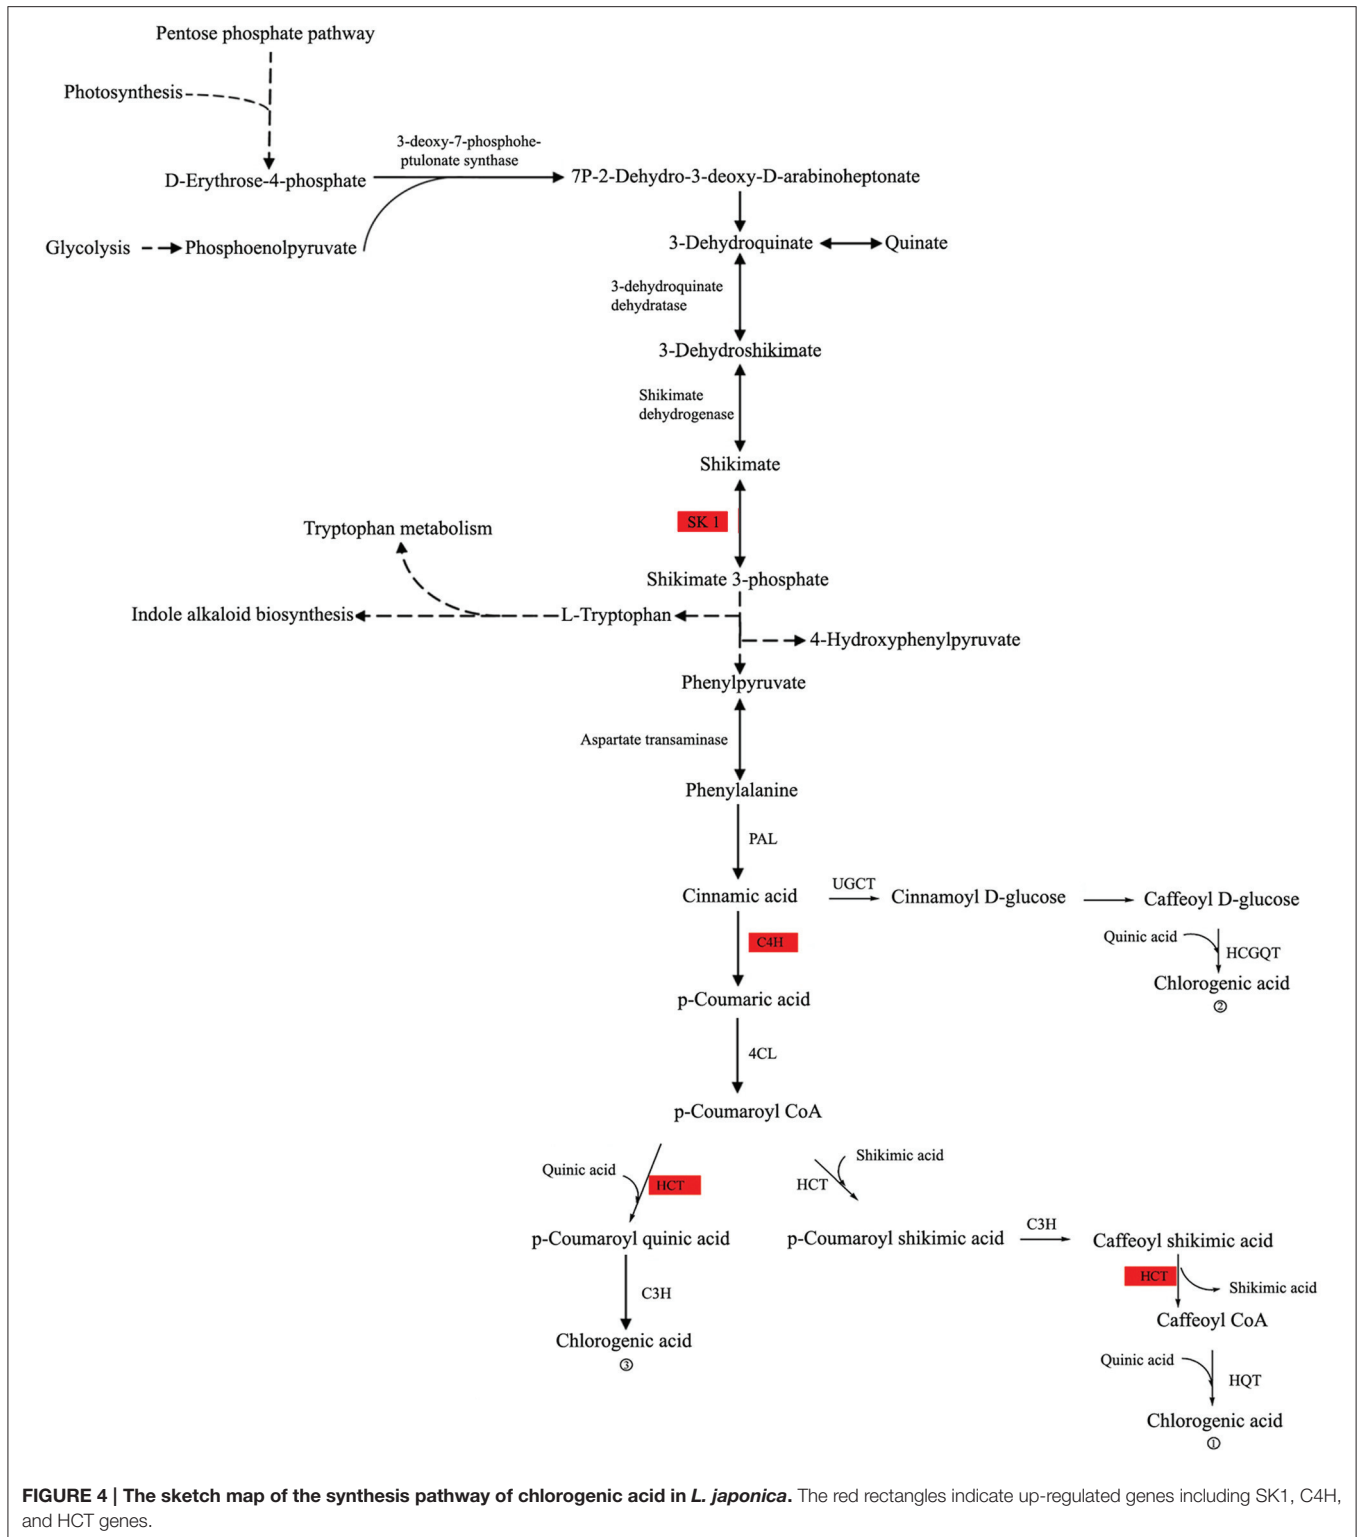 Pentose phosphate pathway
Photosynthesis
3-deoxy-7-phosphohe-
ptulonate synthase
D-Erythrose-4-phosphate
7P-2-Dehydro-3-deoxy-D-arabinoheptonate
Glycolysis
Phosphoenolpyruvate
3-Dehydroquinate
Quinate
3-dehydroquinate
dehydratase
3-Dehydroshikimate
Shikimate
dehydrogenase
Shikimate
SK 1
Tryptophan metabolism
Shikimate 3-phosphate
Indole alkaloid biosynthesis
L-Tryptophan
4-Hydroxyphenylpyruvate
Phenylpyruvate
Aspartate transaminase
Phenylalanine
PAL
Cinnamic acid
UGCT
Cinnamoyl D-glucose
Caffeoyl D-glucose
C4H
Quinic acid
HCGQT
Chlorogenic acid
②
p-Coumaric acid
4CL
p-Coumaroyl CoA
Quinic acid
HCT
Shikimic acid
HCT
p-Coumaroyl quinic acid
p-Coumaroyl shikimic acid
C3H
Caffeoyl shikimic acid
C3H
HCT
Shikimic acid
Caffeoyl CoA
Chlorogenic acid
③
Quinic acid
HQT
Chlorogenic acid
①
FIGURE 4 | The sketch map of the synthesis pathway of chlorogenic acid in L. japonica. The red rectangles indicate up-regulated genes including SK1, C4H,
and HCT genes.